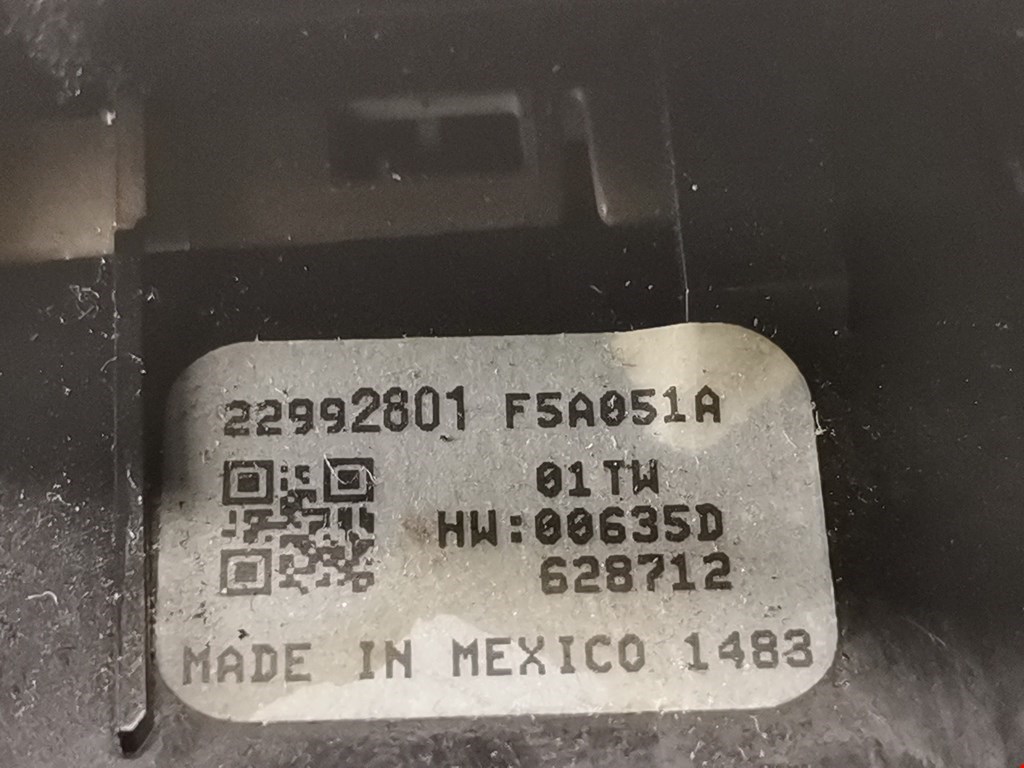 22992801 F5A051A
01TW
HW:00635D
628712
MADE IN MEXICO 1483